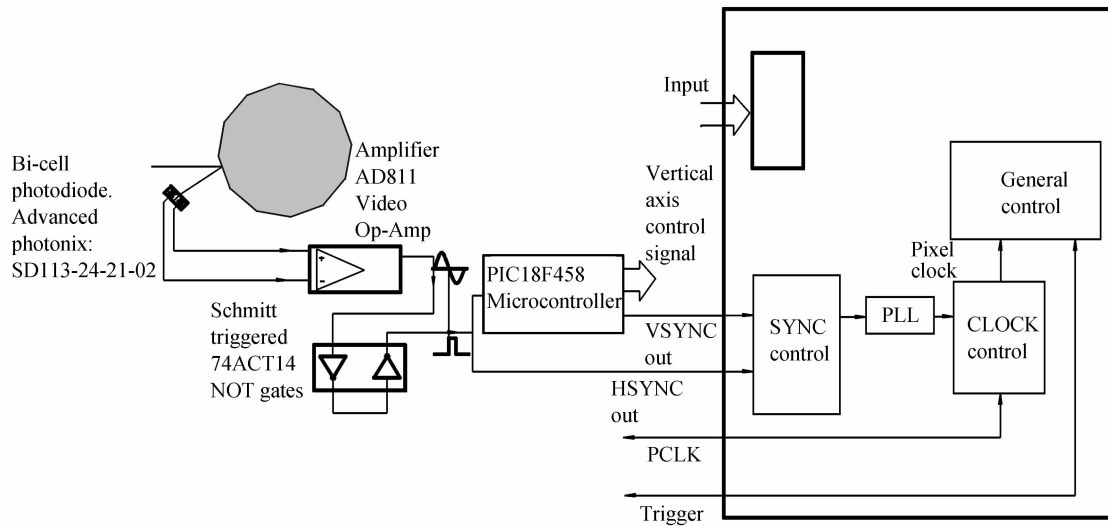 Bi-cell
photodiode.
Advanced
photonix:
SD113-24-21-02
Amplifier
AD811
Video
Op-Amp
+
-
Schmitt
triggered
74ACT14
NOT gates
PIC18F458
Microcontroller
Vertical
axis
control
signal
Input
VSYNC
out
HSYNC
out
PCLK
Trigger
SYNC
control
PLL
Pixel
clock
CLOCK
control
General
control